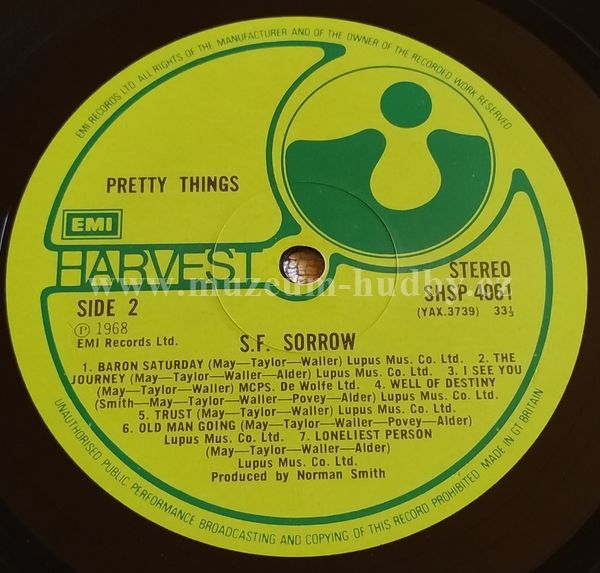 EMI RECORDS LTD. ALL RIGHTS OF THE MANUFACTURER AND OF THE OWNER OF THE RECORDED WORK RESERVED
PRETTY THINGS
EMI
HARVEST
www.muzeum-hudby.cz
STEREO
SHSP 4061
(YAX.3739) 33⅓
SIDE 2
Ⓟ 1968
EMI Records Ltd.
S.F. SORROW
1. BARON SATURDAY (May—Taylor—Waller) Lupus Mus. Co. Ltd. 2. THE
JOURNEY (May—Taylor—Waller—Alder) Lupus Mus. Co. Ltd. 3. I SEE YOU
(May—Taylor—Waller) MCPS. De Wolfe Ltd. 4. WELL OF DESTINY
(Smith—May—Taylor—Waller—Povey—Alder) Lupus Mus. Co. Ltd.
5. TRUST (May—Taylor—Waller) Lupus Mus. Co. Ltd.
6. OLD MAN GOING (May—Taylor—Waller—Povey—Alder)
Lupus Mus. Co. Ltd. 7. LONELIEST PERSON
(May—Taylor—Waller—Alder)
Lupus Mus. Co. Ltd.
Produced by Norman Smith
UNAUTHORISED PUBLIC PERFORMANCE BROADCASTING AND COPYING OF THIS RECORD PROHIBITED MADE IN GT BRITAIN